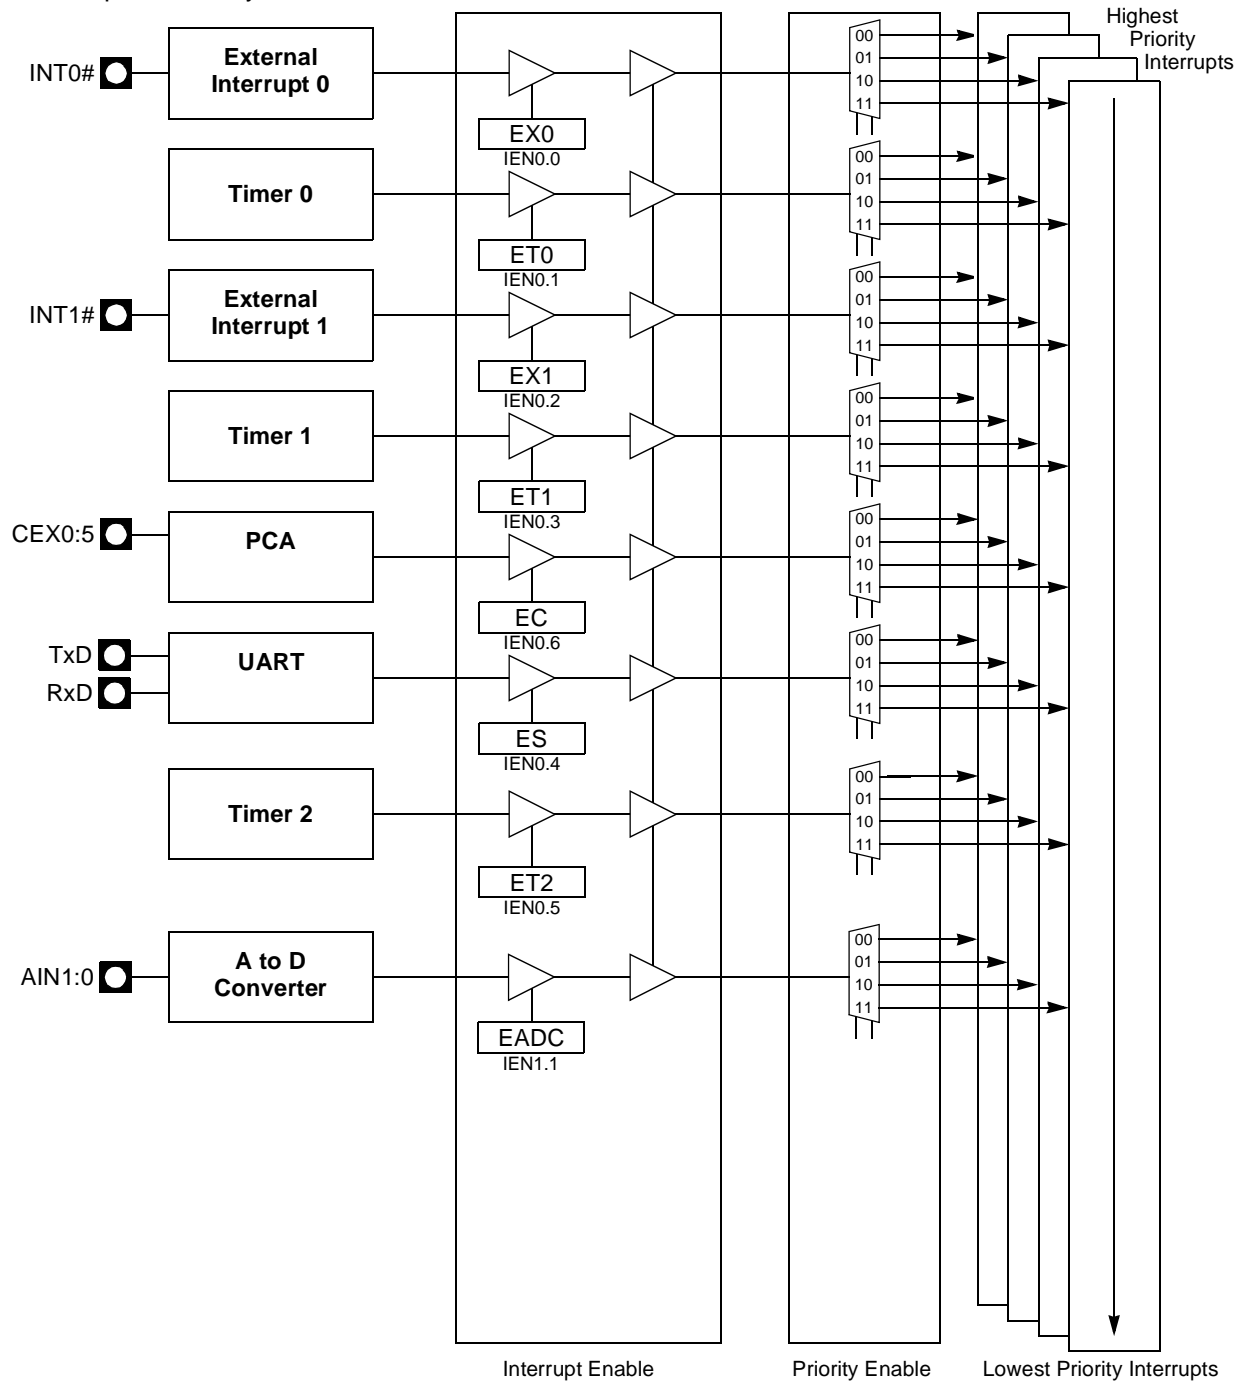 Highest
Priority
Interrupts
INT0#
External
Interrupt 0
EX0
IEN0.0
00
01
10
11
Timer 0
ET0
IEN0.1
00
01
10
11
INT1#
External
Interrupt 1
EX1
IEN0.2
00
01
10
11
Timer 1
ET1
IEN0.3
00
01
10
11
CEX0:5
PCA
EC
IEN0.6
00
01
10
11
TxD
RxD
UART
ES
IEN0.4
00
01
10
11
Timer 2
ET2
IEN0.5
00
01
10
11
AIN1:0
A to D
Converter
EADC
IEN1.1
00
01
10
11
Interrupt Enable
Priority Enable
Lowest Priority Interrupts